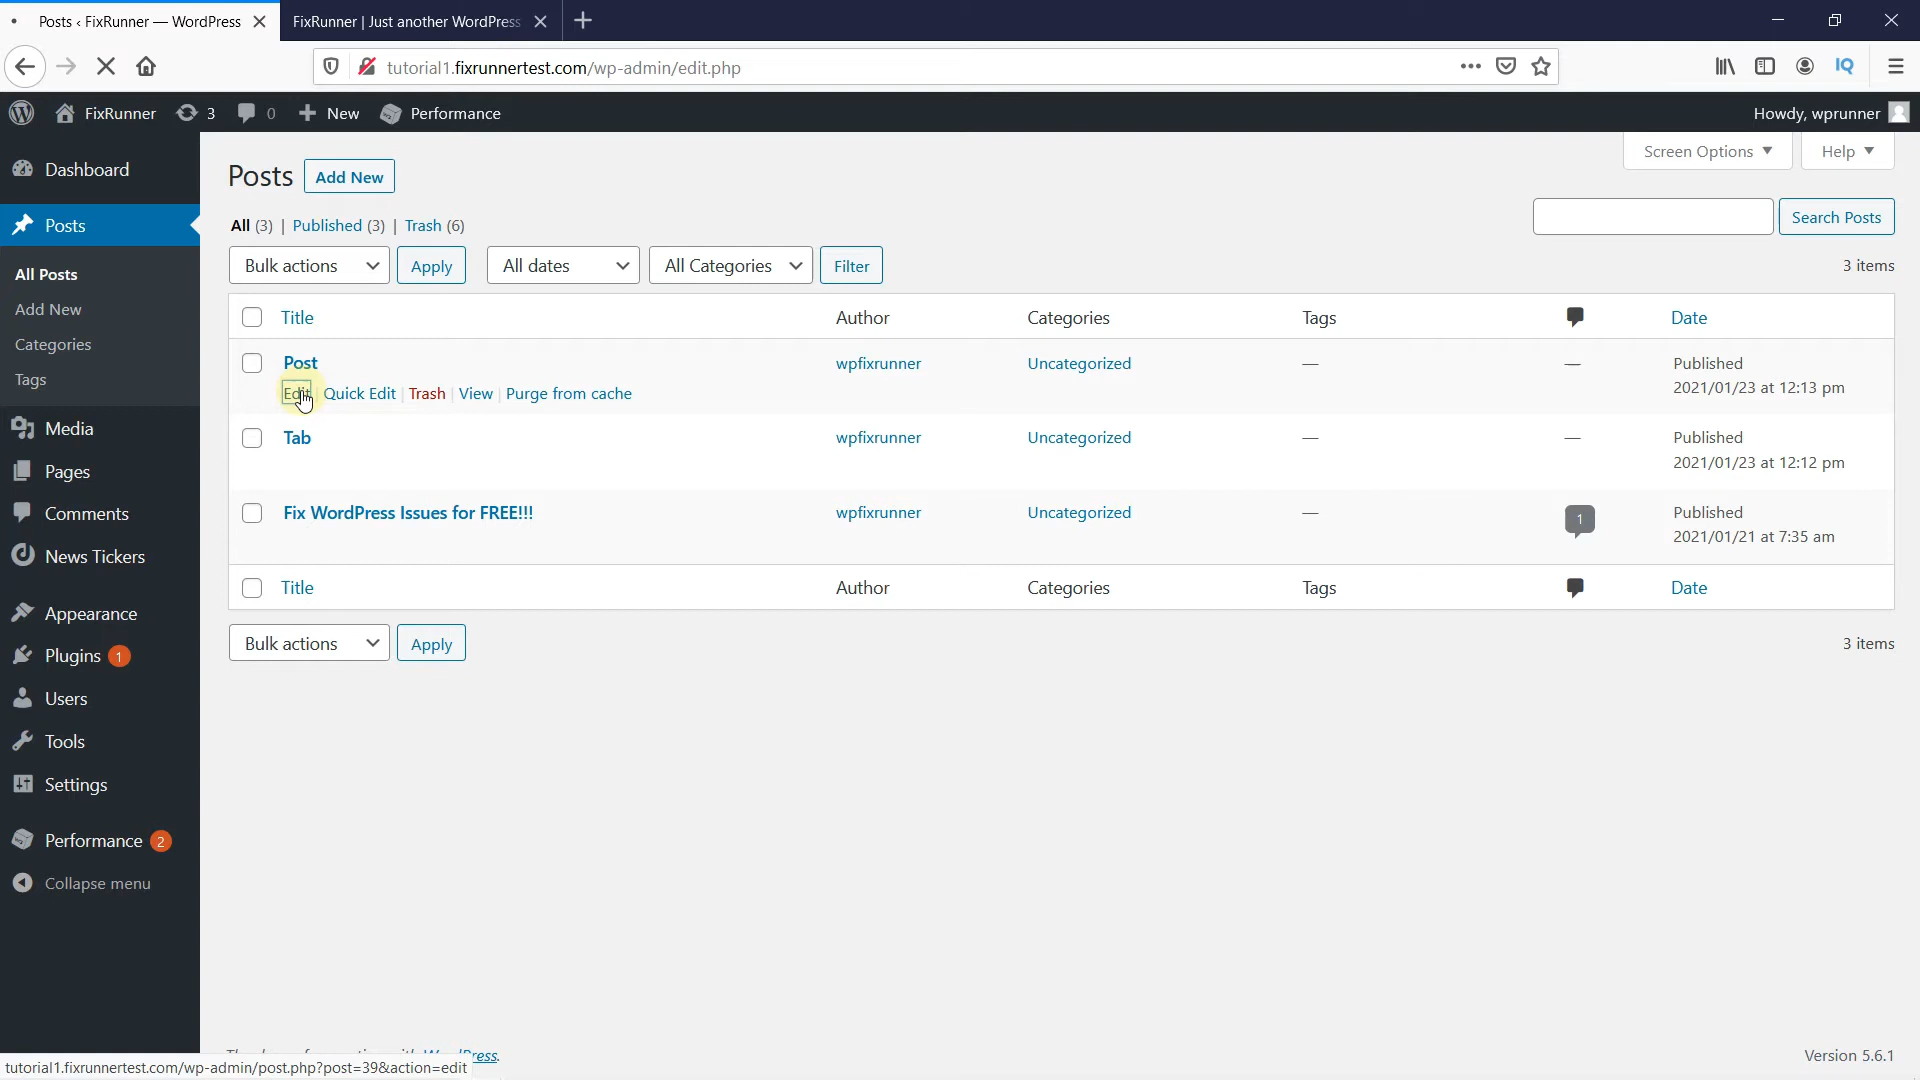 Posts ‹ FixRunner — WordPress
FixRunner | Just another WordPress
tutorial1.fixrunnertest.com/wp-admin/edit.php
FixRunner 3 0 New Performance Howdy, wprunner
Screen Options Help
Dashboard
Posts
All Posts
Add New
Categories
Tags
Media
Pages
Comments
News Tickers
Appearance
Plugins 1
Users
Tools
Settings
Performance 2
Collapse menu
Posts Add New
All (3) | Published (3) | Trash (6)
Search Posts
Bulk actions Apply All dates All Categories Filter 3 items
Title Author Categories Tags Date
Post wpfixrunner Uncategorized — — Published
2021/01/23 at 12:13 pm
Edit | Quick Edit | Trash | View | Purge from cache
Tab wpfixrunner Uncategorized — — Published
2021/01/23 at 12:12 pm
Fix WordPress Issues for FREE!!! wpfixrunner Uncategorized — 1 Published
2021/01/21 at 7:35 am
Title Author Categories Tags Date
Bulk actions Apply 3 items
WordPress.
Version 5.6.1
tutorial1.fixrunnertest.com/wp-admin/post.php?post=39&action=edit